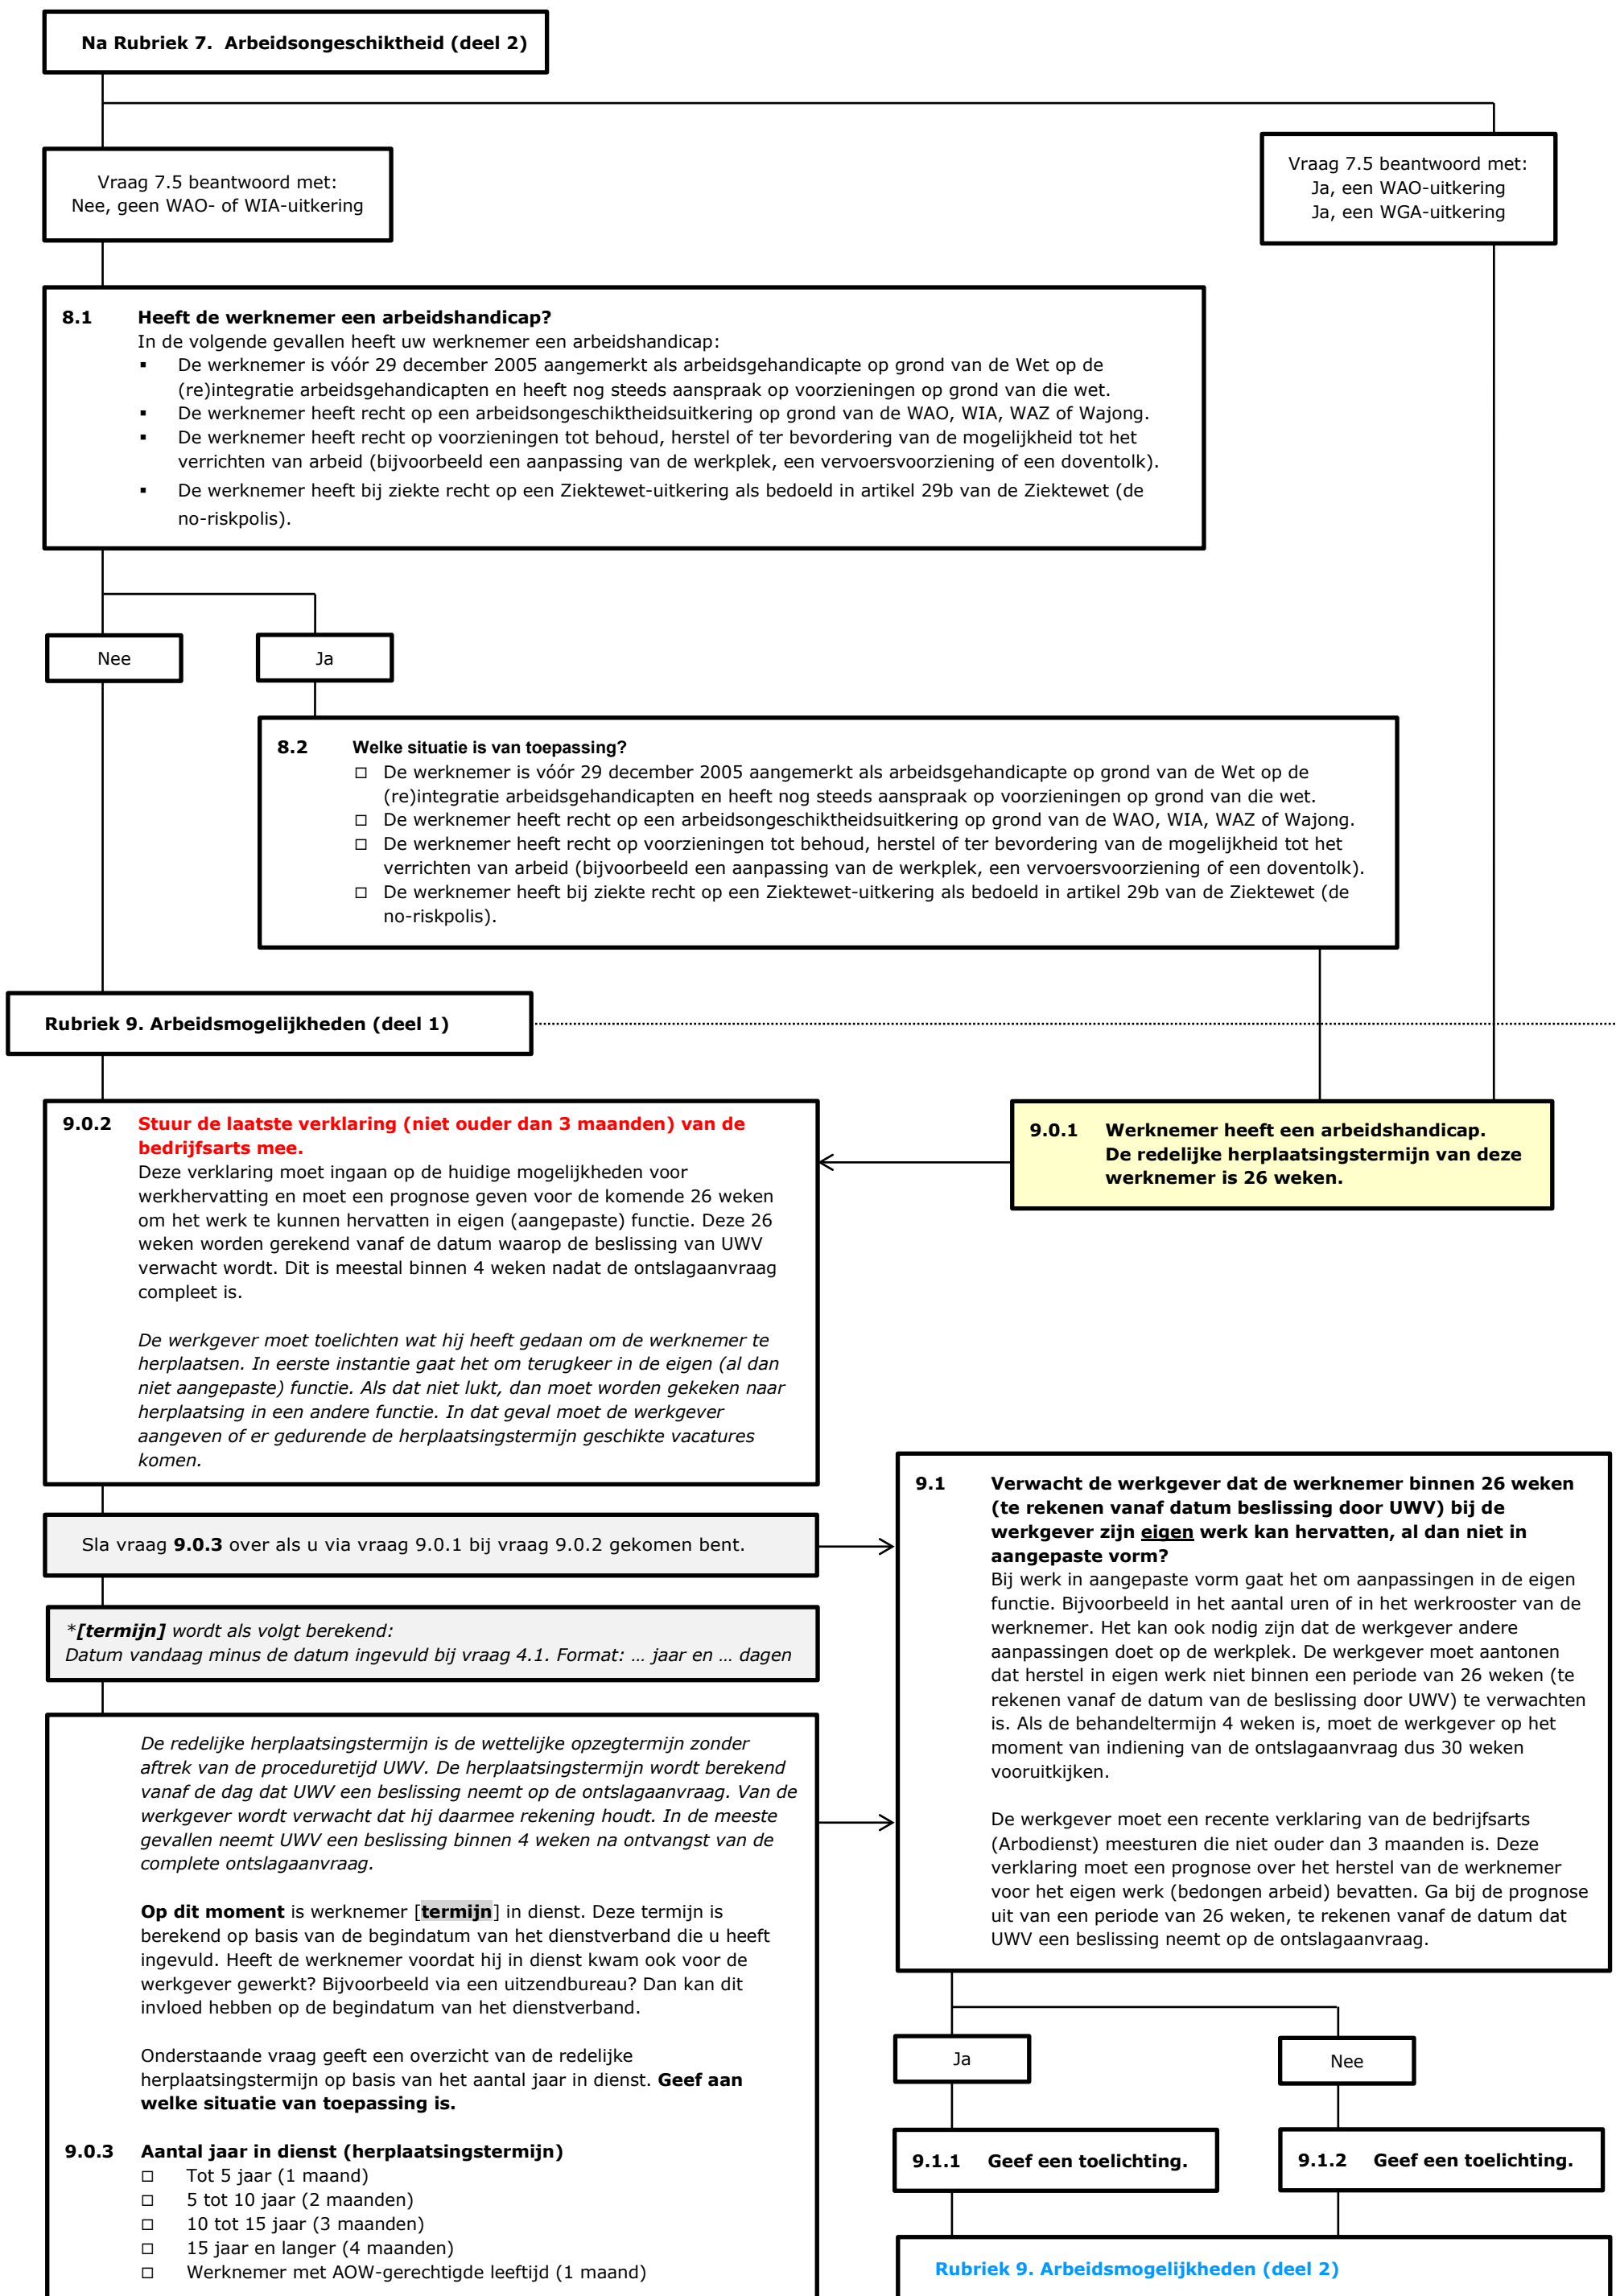 Na Rubriek 7.  Arbeidsongeschiktheid (deel 2)
Vraag 7.5 beantwoord met:
Nee, geen WAO- of WIA-uitkering
Vraag 7.5 beantwoord met:
Ja, een WAO-uitkering
Ja, een WGA-uitkering
8.1 Heeft de werknemer een arbeidshandicap?
In de volgende gevallen heeft uw werknemer een arbeidshandicap:
▪ De werknemer is vóór 29 december 2005 aangemerkt als arbeidsgehandicapte op grond van de Wet op de
(re)integratie arbeidsgehandicapten en heeft nog steeds aanspraak op voorzieningen op grond van die wet.
▪ De werknemer heeft recht op een arbeidsongeschiktheidsuitkering op grond van de WAO, WIA, WAZ of Wajong.
▪ De werknemer heeft recht op voorzieningen tot behoud, herstel of ter bevordering van de mogelijkheid tot het
verrichten van arbeid (bijvoorbeeld een aanpassing van de werkplek, een vervoersvoorziening of een doventolk).
▪ De werknemer heeft bij ziekte recht op een Ziektewet-uitkering als bedoeld in artikel 29b van de Ziektewet (de
no-riskpolis).
Nee
Ja
8.2 Welke situatie is van toepassing?
□ De werknemer is vóór 29 december 2005 aangemerkt als arbeidsgehandicapte op grond van de Wet op de
(re)integratie arbeidsgehandicapten en heeft nog steeds aanspraak op voorzieningen op grond van die wet.
□ De werknemer heeft recht op een arbeidsongeschiktheidsuitkering op grond van de WAO, WIA, WAZ of Wajong.
□ De werknemer heeft recht op voorzieningen tot behoud, herstel of ter bevordering van de mogelijkheid tot het
verrichten van arbeid (bijvoorbeeld een aanpassing van de werkplek, een vervoersvoorziening of een doventolk).
□ De werknemer heeft bij ziekte recht op een Ziektewet-uitkering als bedoeld in artikel 29b van de Ziektewet (de
no-riskpolis).
Rubriek 9. Arbeidsmogelijkheden (deel 1)
9.0.2 Stuur de laatste verklaring (niet ouder dan 3 maanden) van de
bedrijfsarts mee.
Deze verklaring moet ingaan op de huidige mogelijkheden voor
werkhervatting en moet een prognose geven voor de komende 26 weken
om het werk te kunnen hervatten in eigen (aangepaste) functie. Deze 26
weken worden gerekend vanaf de datum waarop de beslissing van UWV
verwacht wordt. Dit is meestal binnen 4 weken nadat de ontslagaanvraag
compleet is.
De werkgever moet toelichten wat hij heeft gedaan om de werknemer te
herplaatsen. In eerste instantie gaat het om terugkeer in de eigen (al dan
niet aangepaste) functie. Als dat niet lukt, dan moet worden gekeken naar
herplaatsing in een andere functie. In dat geval moet de werkgever
aangeven of er gedurende de herplaatsingstermijn geschikte vacatures
komen.
9.0.1 Werknemer heeft een arbeidshandicap.
De redelijke herplaatsingstermijn van deze
werknemer is 26 weken.
Sla vraag 9.0.3 over als u via vraag 9.0.1 bij vraag 9.0.2 gekomen bent.
*[termijn] wordt als volgt berekend:
Datum vandaag minus de datum ingevuld bij vraag 4.1. Format: … jaar en … dagen
De redelijke herplaatsingstermijn is de wettelijke opzegtermijn zonder
aftrek van de proceduretijd UWV. De herplaatsingstermijn wordt berekend
vanaf de dag dat UWV een beslissing neemt op de ontslagaanvraag. Van de
werkgever wordt verwacht dat hij daarmee rekening houdt. In de meeste
gevallen neemt UWV een beslissing binnen 4 weken na ontvangst van de
complete ontslagaanvraag.
Op dit moment is werknemer [termijn] in dienst. Deze termijn is
berekend op basis van de begindatum van het dienstverband die u heeft
ingevuld. Heeft de werknemer voordat hij in dienst kwam ook voor de
werkgever gewerkt? Bijvoorbeeld via een uitzendbureau? Dan kan dit
invloed hebben op de begindatum van het dienstverband.
Onderstaande vraag geeft een overzicht van de redelijke
herplaatsingstermijn op basis van het aantal jaar in dienst. Geef aan
welke situatie van toepassing is.
9.0.3 Aantal jaar in dienst (herplaatsingstermijn)
□ Tot 5 jaar (1 maand)
□ 5 tot 10 jaar (2 maanden)
□ 10 tot 15 jaar (3 maanden)
□ 15 jaar en langer (4 maanden)
□ Werknemer met AOW-gerechtigde leeftijd (1 maand)
9.1 Verwacht de werkgever dat de werknemer binnen 26 weken
(te rekenen vanaf datum beslissing door UWV) bij de
werkgever zijn eigen werk kan hervatten, al dan niet in
aangepaste vorm?
Bij werk in aangepaste vorm gaat het om aanpassingen in de eigen
functie. Bijvoorbeeld in het aantal uren of in het werkrooster van de
werknemer. Het kan ook nodig zijn dat de werkgever andere
aanpassingen doet op de werkplek. De werkgever moet aantonen
dat herstel in eigen werk niet binnen een periode van 26 weken (te
rekenen vanaf de datum van de beslissing door UWV) te verwachten
is. Als de behandeltermijn 4 weken is, moet de werkgever op het
moment van indiening van de ontslagaanvraag dus 30 weken
vooruitkijken.
De werkgever moet een recente verklaring van de bedrijfsarts
(Arbodienst) meesturen die niet ouder dan 3 maanden is. Deze
verklaring moet een prognose over het herstel van de werknemer
voor het eigen werk (bedongen arbeid) bevatten. Ga bij de prognose
uit van een periode van 26 weken, te rekenen vanaf de datum dat
UWV een beslissing neemt op de ontslagaanvraag.
Ja
Nee
9.1.1 Geef een toelichting.
9.1.2 Geef een toelichting.
Rubriek 9. Arbeidsmogelijkheden (deel 2)